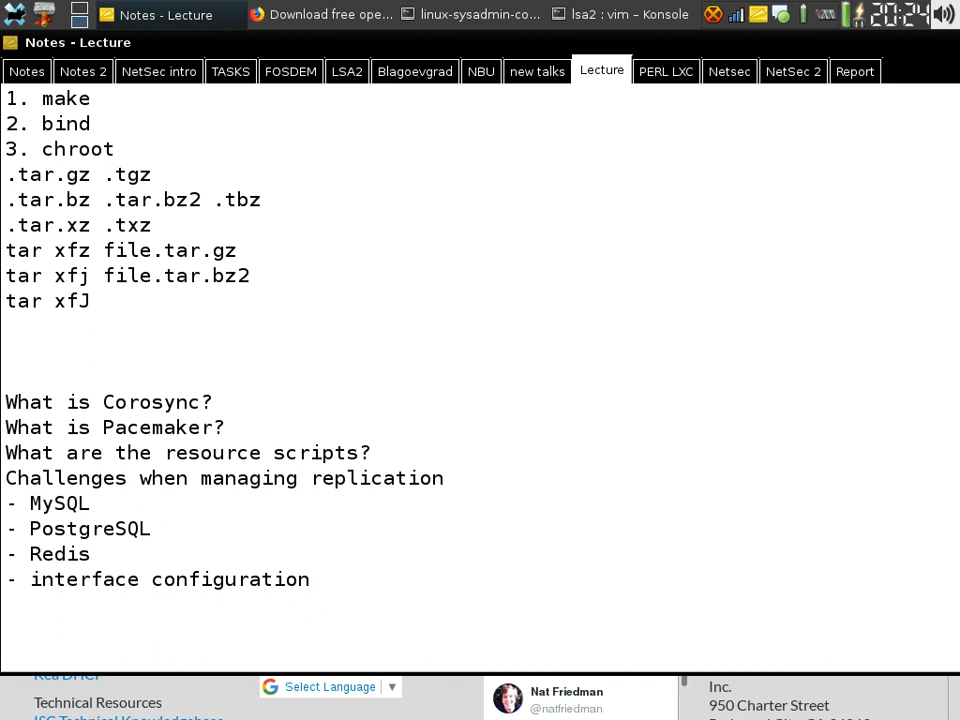 Notes - Lecture
Download free ope...
linux-sysadmin-co...
lsa2 : vim – Konsole
20:24
Notes - Lecture
Notes
Notes 2
NetSec intro
TASKS
FOSDEM
LSA2
Blagoevgrad
NBU
new talks
Lecture
PERL LXC
Netsec
NetSec 2
Report
1. make
2. bind
3. chroot
.tar.gz .tgz
.tar.bz .tar.bz2 .tbz
.tar.xz .txz
tar xfz file.tar.gz
tar xfj file.tar.bz2
tar xfJ
What is Corosync?
What is Pacemaker?
What are the resource scripts?
Challenges when managing replication
- MySQL
- PostgreSQL
- Redis
- interface configuration
Technical Resources
ISC Technical Knowledgebase
Select Language
Nat Friedman
@natfriedman
Inc.
950 Charter Street